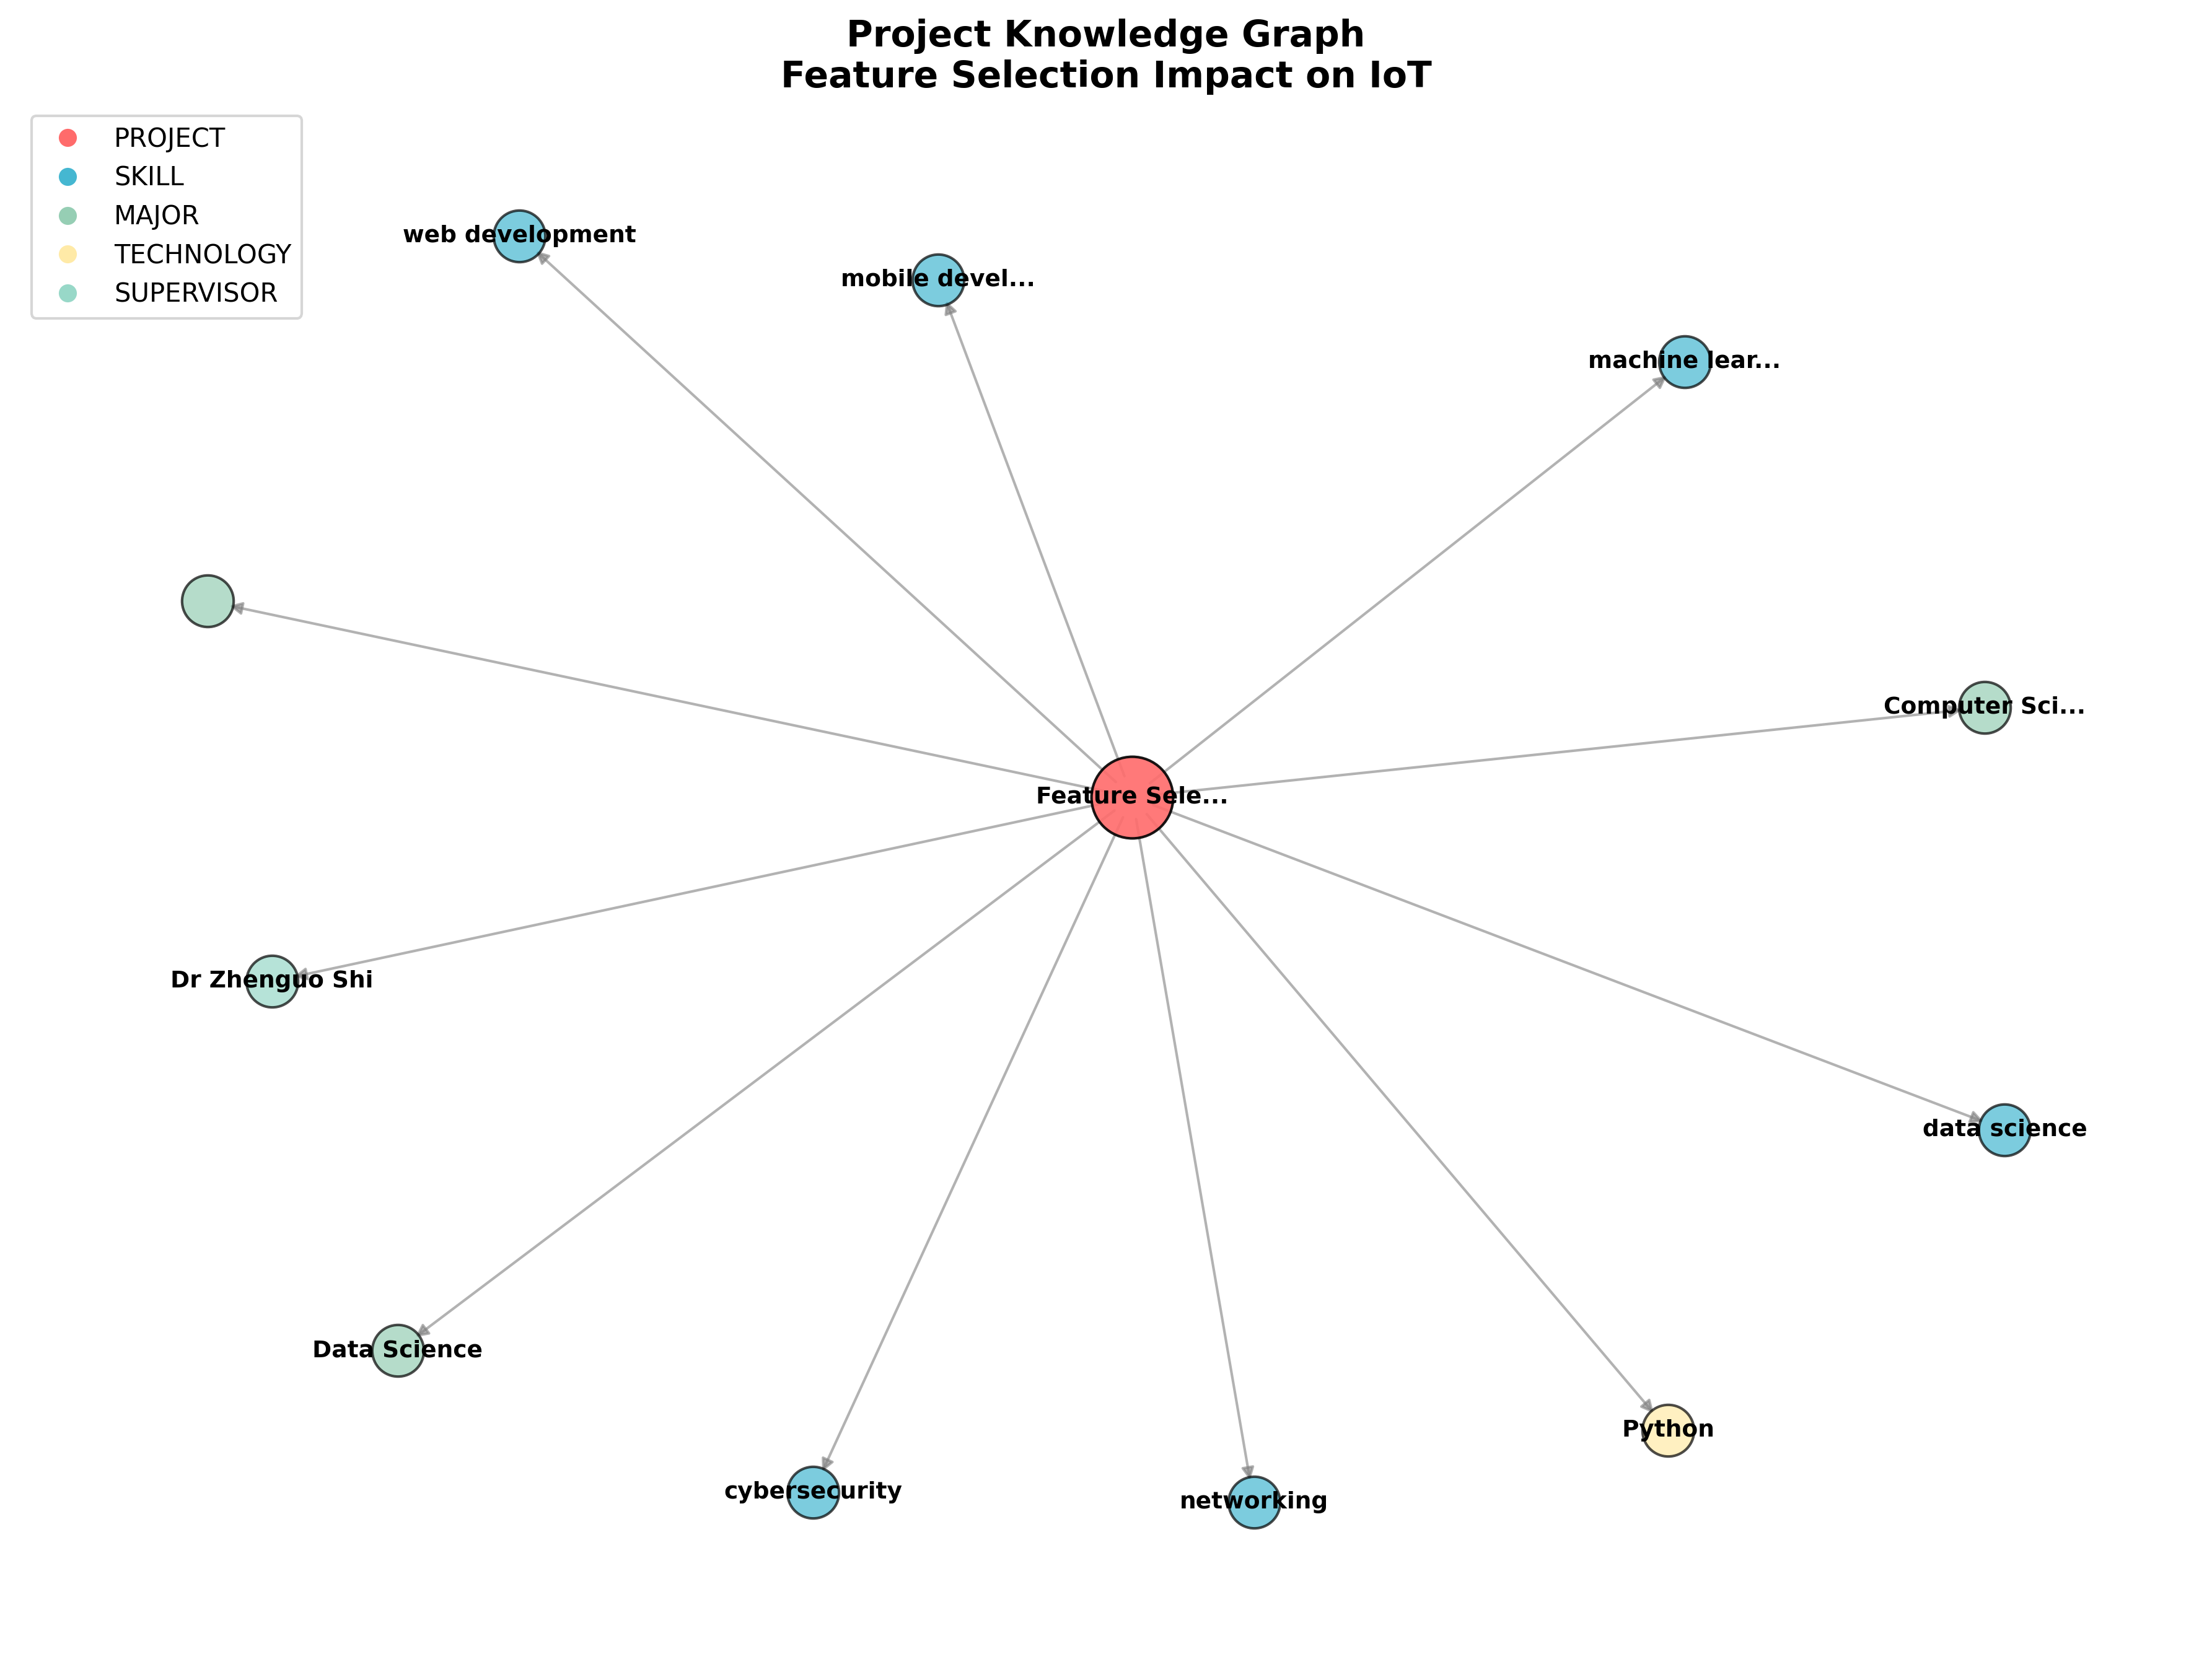 Project Knowledge Graph
Feature Selection Impact on IoT
PROJECT
SKILL
MAJOR
TECHNOLOGY
SUPERVISOR
web development
mobile devel...
machine lear...
Computer Sci...
Feature Sele...
Dr Zhenguo Shi
data science
Data Science
Python
cybersecurity
networking